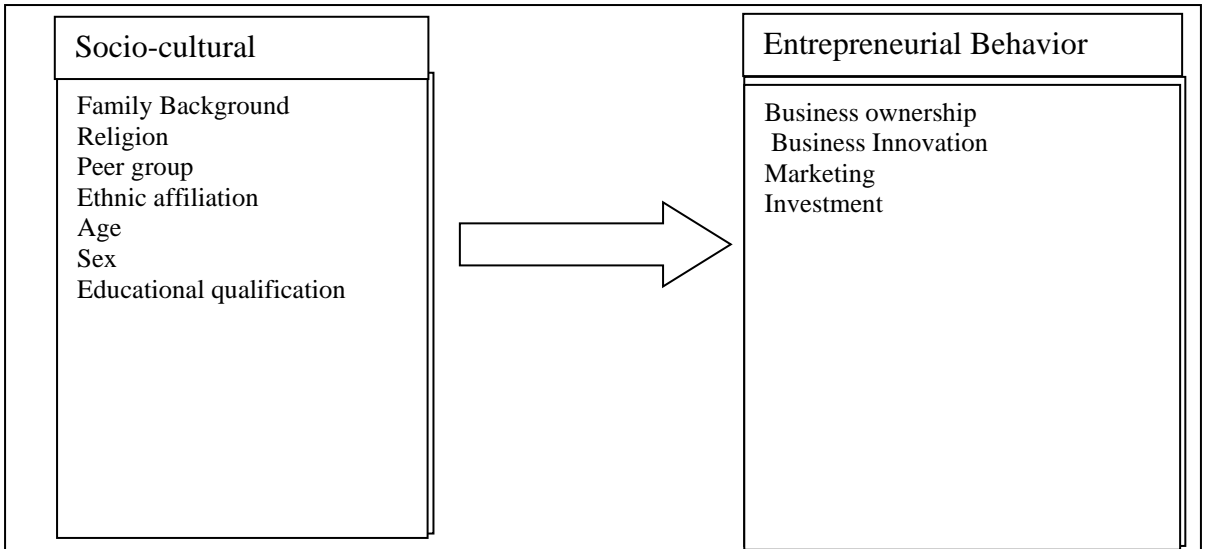 Socio-cultural
Family Background
Religion
Peer group
Ethnic affiliation
Age
Sex
Educational qualification
Entrepreneurial Behavior
Business ownership
Business Innovation
Marketing
Investment